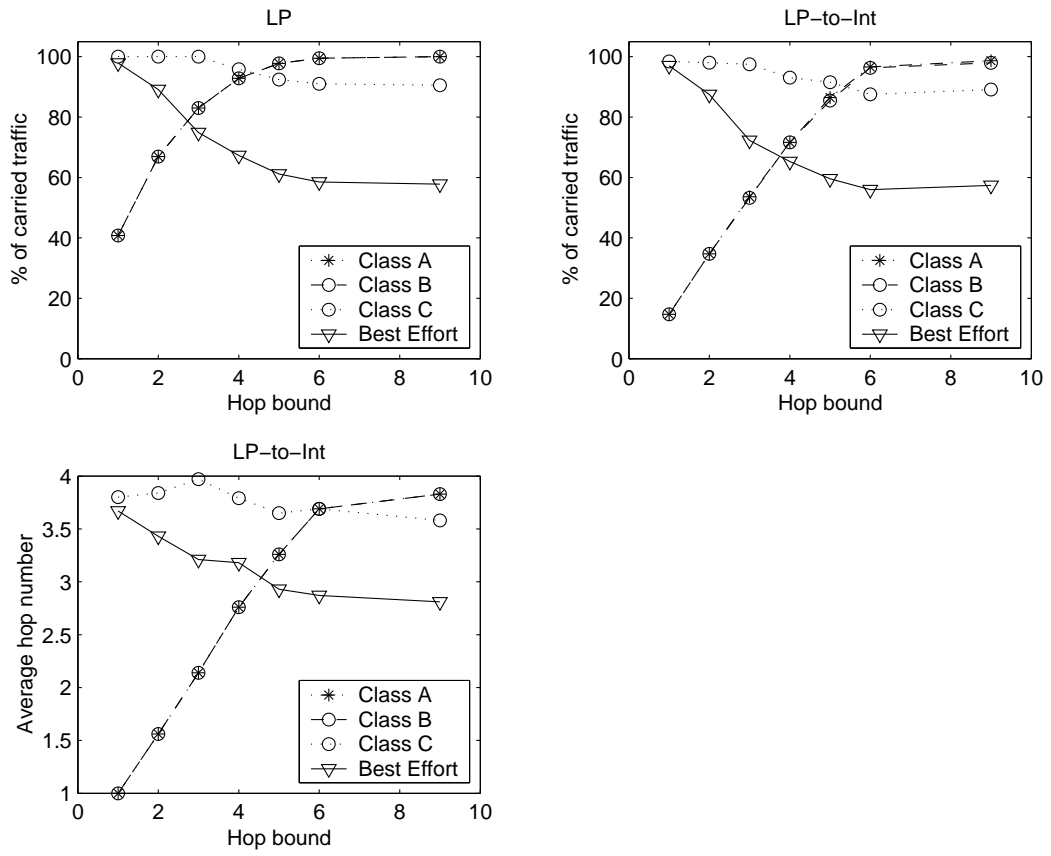 LP
% of carried traffic
100
80
60
40
20
0
0 2 4 6 8 10
Hop bound
Class A
Class B
Class C
Best Effort
LP-to-Int
% of carried traffic
100
80
60
40
20
0
0 2 4 6 8 10
Hop bound
Class A
Class B
Class C
Best Effort
LP-to-Int
Average hop number
4
3.5
3
2.5
2
1.5
1
0 2 4 6 8 10
Hop bound
Class A
Class B
Class C
Best Effort